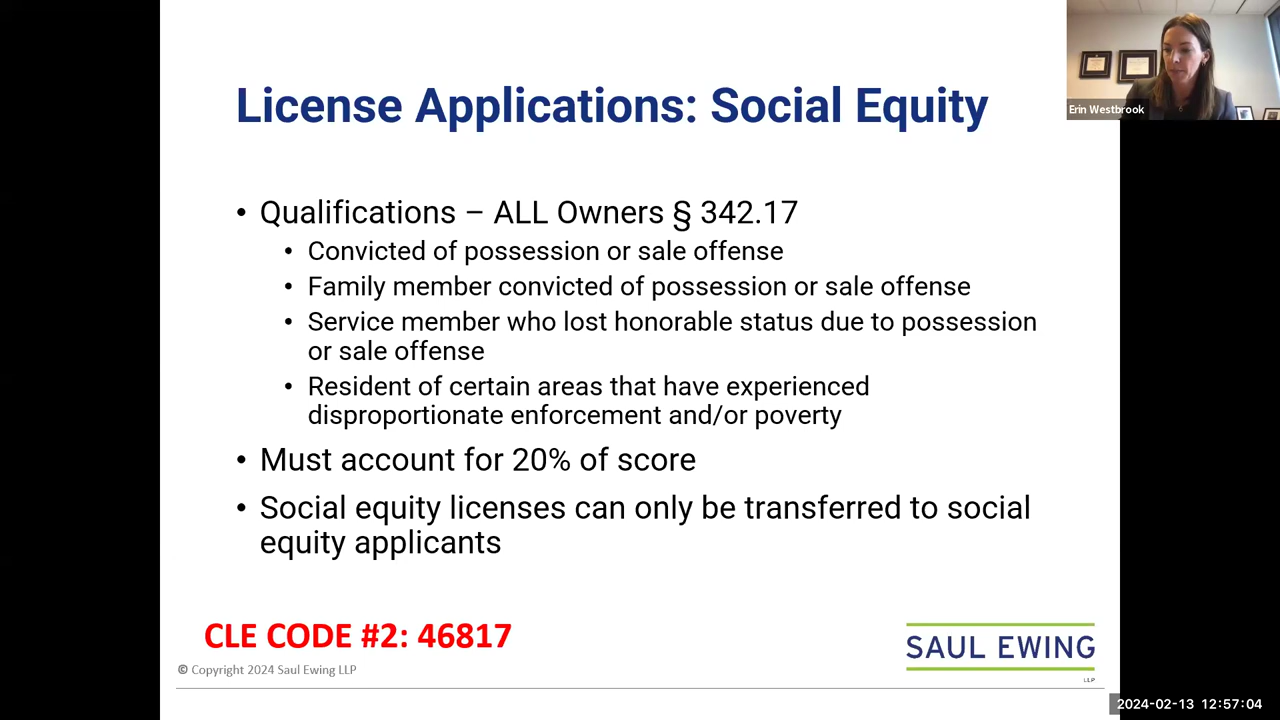 License Applications: Social Equity
Erin Westbrook
• Qualifications – ALL Owners § 342.17
• Convicted of possession or sale offense
• Family member convicted of possession or sale offense
• Service member who lost honorable status due to possession
or sale offense
• Resident of certain areas that have experienced
disproportionate enforcement and/or poverty
• Must account for 20% of score
• Social equity licenses can only be transferred to social
equity applicants
CLE CODE #2: 46817
SAUL EWING
LLP
© Copyright 2024 Saul Ewing LLP
2024-02-13 12:57:04